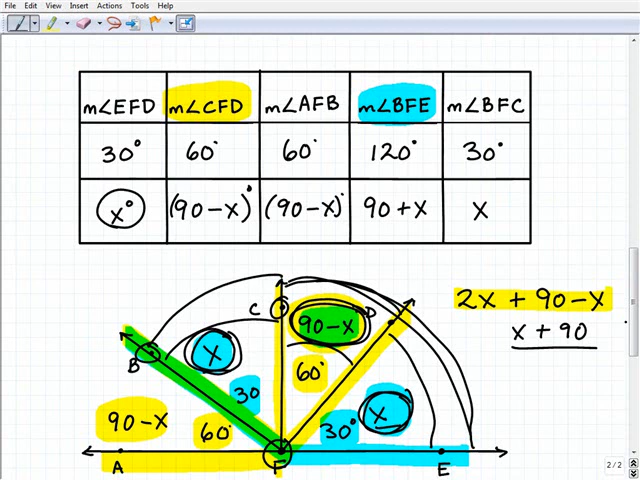 File Edit View Insert Actions Tools Help
m∠EFD m∠CFD m∠AFB m∠BFE m∠BFC
30° 60° 60° 120° 30°
x° (90-x)° (90-x)° 90+x x
C D
90-x
2x + 90-x
x + 90
B x 60° x
30
90-x 60° 30°
A F E
2/2